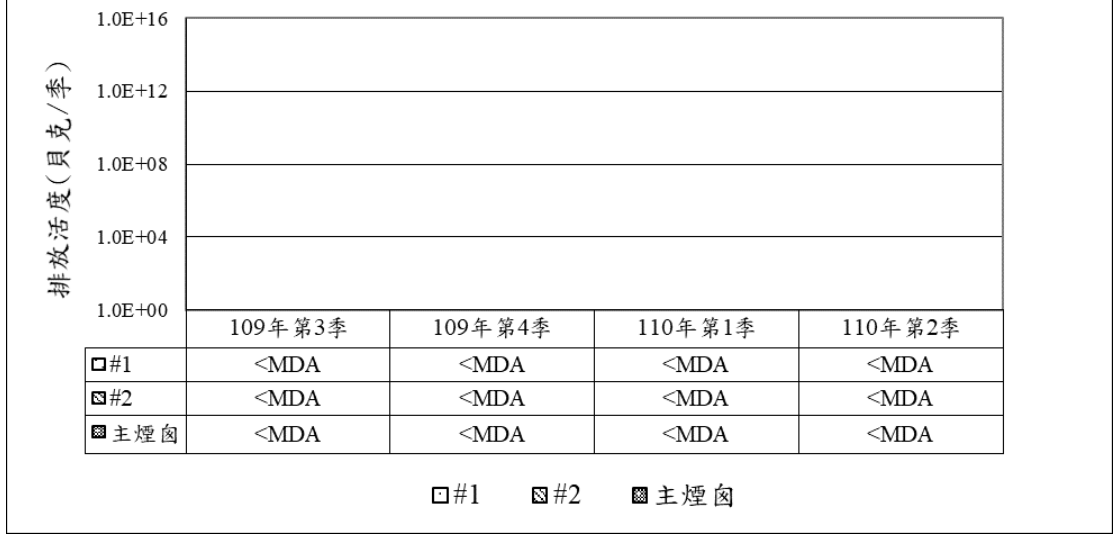 1.0E+16
1.0E+12
1.0E+08
1.0E+04
1.0E+00
排放活度(貝克/季)
109年第3季 109年第4季 110年第1季 110年第2季
#1 <MDA <MDA <MDA <MDA
#2 <MDA <MDA <MDA <MDA
主煙囪 <MDA <MDA <MDA <MDA
#1 #2 主煙囪